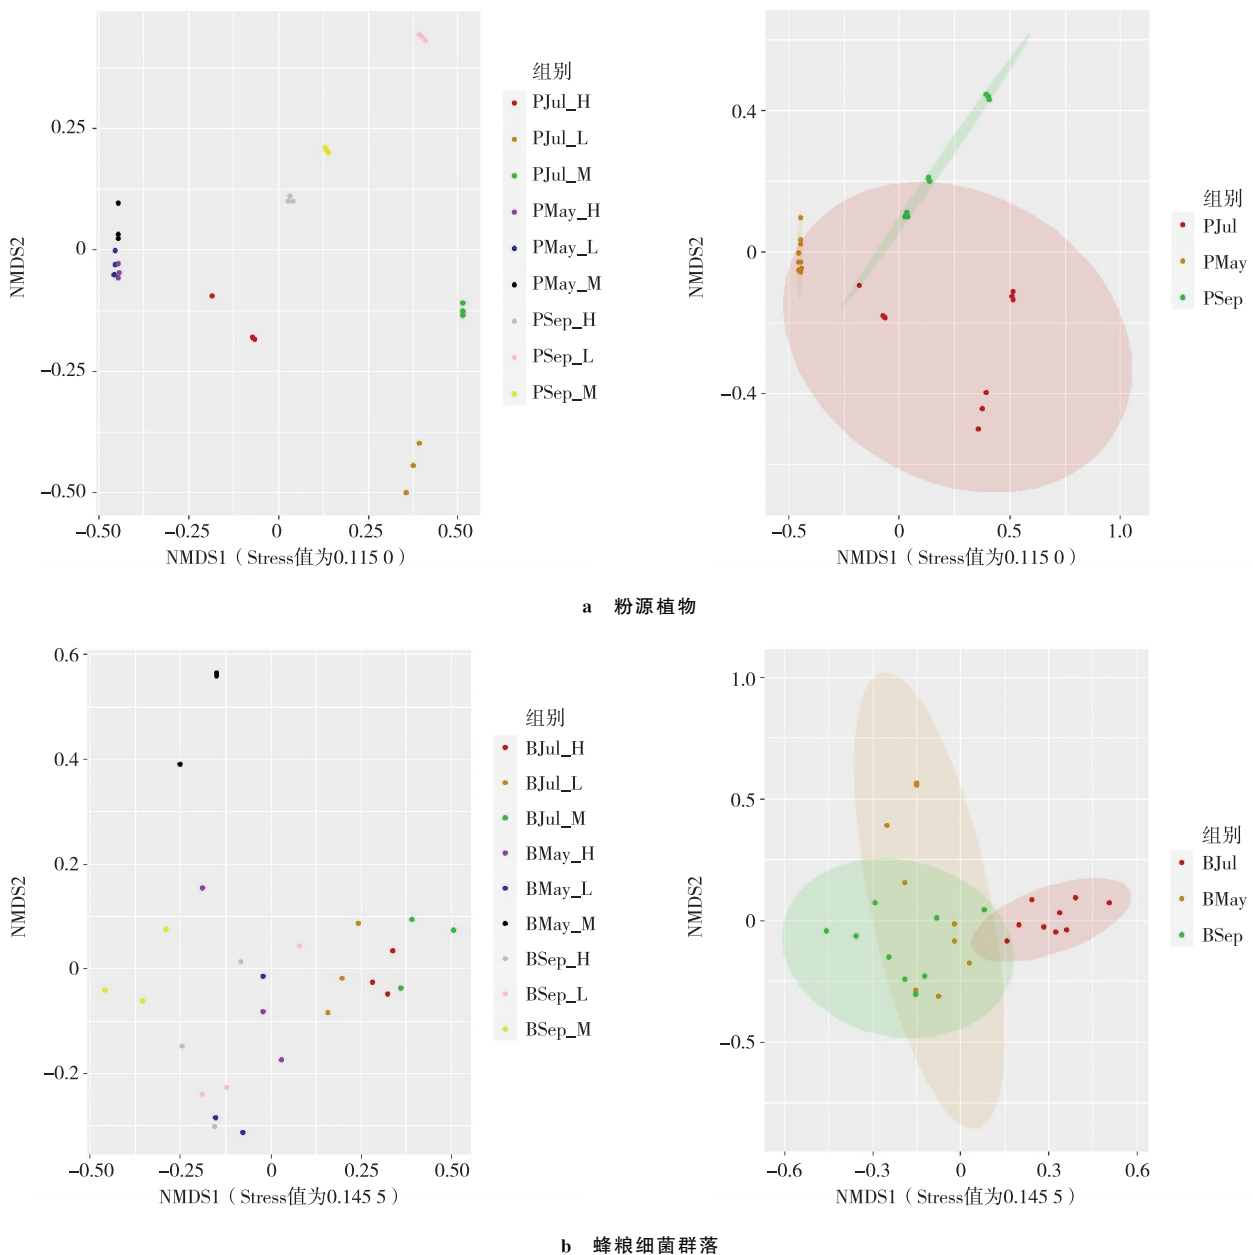 组别
PJul_H
PJul_L
PJul_M
PMay_H
PMay_L
PMay_M
PSep_H
PSep_L
PSep_M
0.25
0
−0.25
−0.50
NMDS2
−0.50 −0.25 0 0.25 0.50
NMDS1（Stress值为0.115 0）
组别
PJul
PMay
PSep
0.4
0
−0.4
NMDS2
−0.5 0 0.5 1.0
NMDS1（Stress值为0.115 0）
a 粉源植物
组别
BJul_H
BJul_L
BJul_M
BMay_H
BMay_L
BMay_M
BSep_H
BSep_L
BSep_M
0.6
0.4
0.2
0
−0.2
NMDS2
−0.50 −0.25 0 0.25 0.50
NMDS1（Stress值为0.145 5）
组别
BJul
BMay
BSep
1.0
0.5
0
−0.5
NMDS2
−0.6 −0.3 0 0.3 0.6
NMDS1（Stress值为0.145 5）
b 蜂粮细菌群落